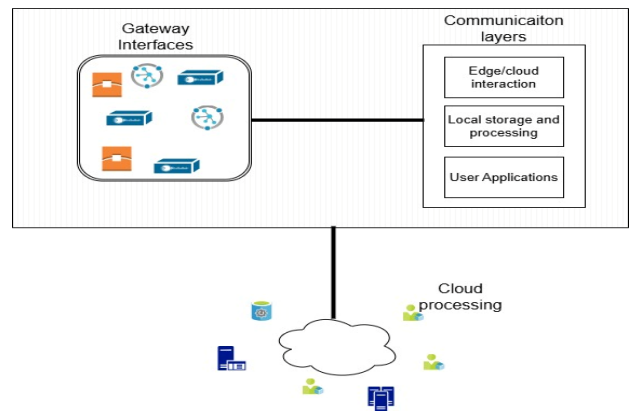 Gateway
Interfaces
Communicaiton
layers
Edge/cloud
interaction
Local storage and
processing
User Applications
Cloud
processing